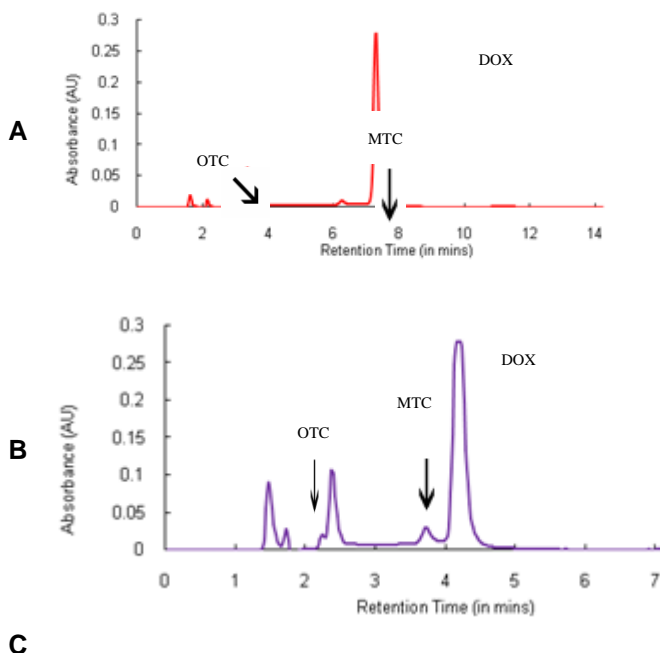 A
Absorbance (AU)
0.3
0.25
0.2
0.15
0.1
0.05
0
DOX
MTC
OTC
0 2 4 6 8 10 12 14
Retention Time (in mins)
B
Absorbance (AU)
0.3
0.25
0.2
0.15
0.1
0.05
0
DOX
MTC
OTC
0 1 2 3 4 5 6 7
Retention Time (in mins)
C